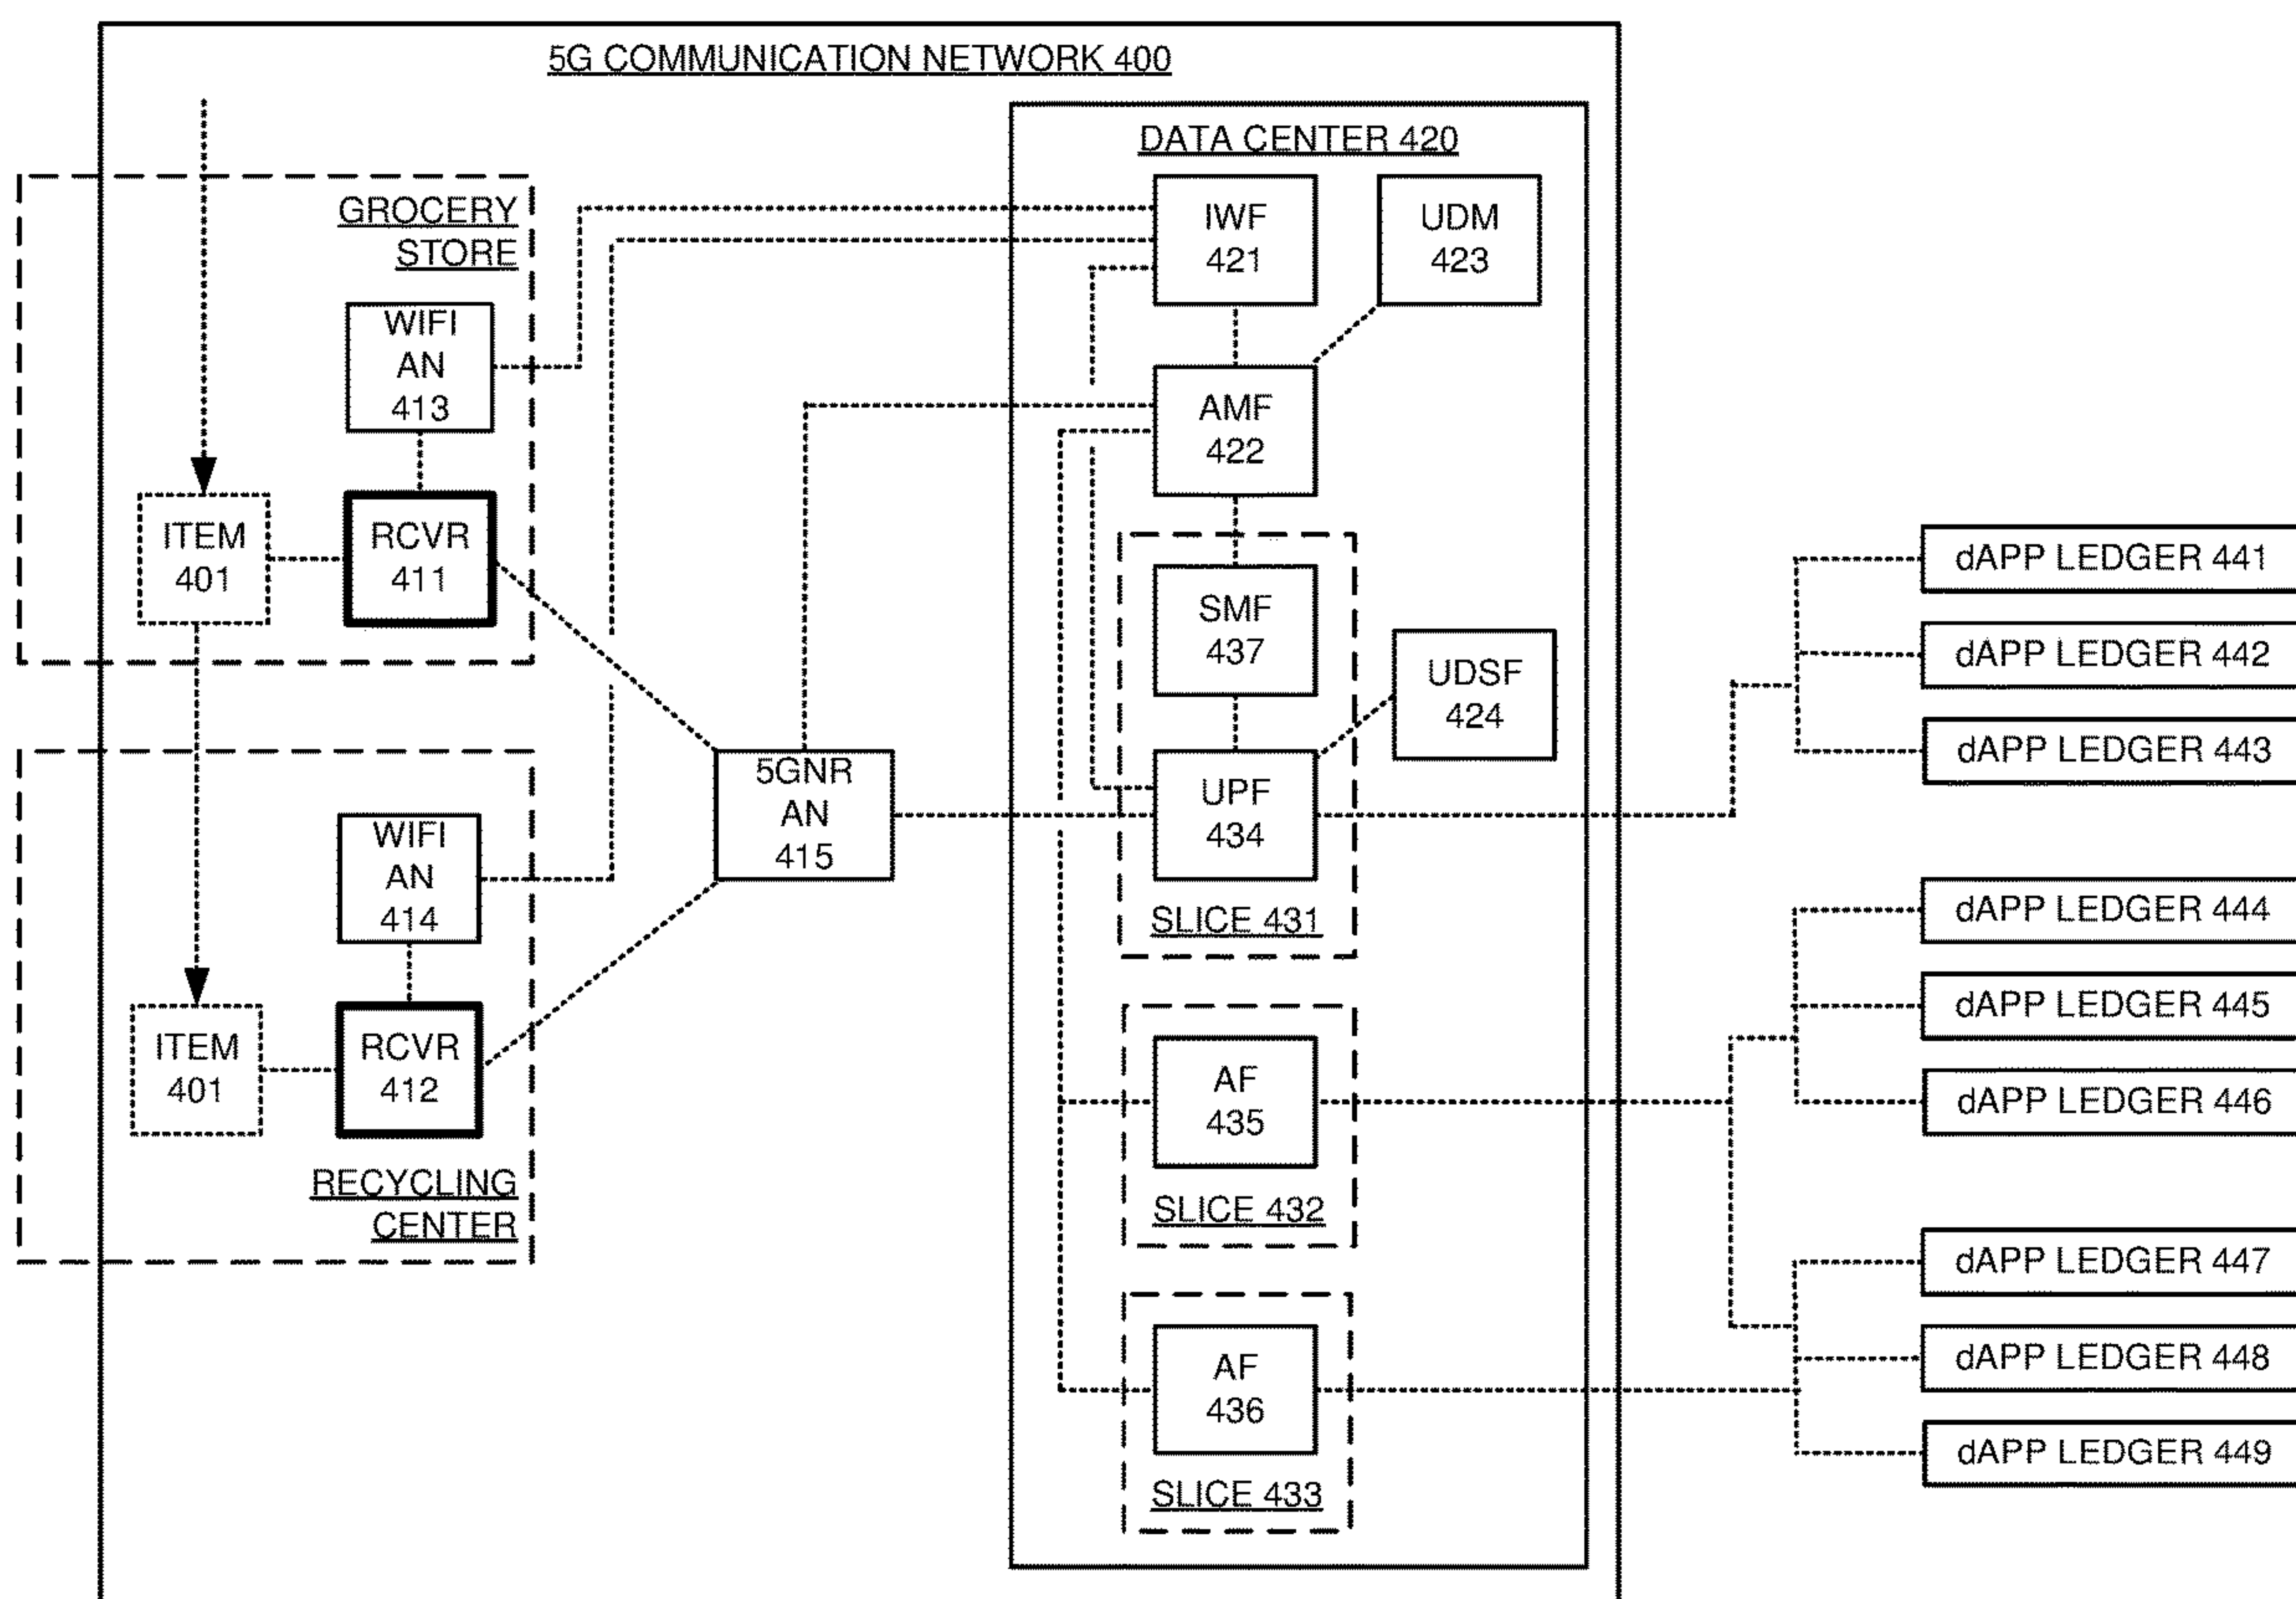 5G COMMUNICATION NETWORK 400
DATA CENTER 420
GROCERY
STORE
WIFI
AN
413
ITEM
401
RCVR
411
RECYCLING
CENTER
WIFI
AN
414
ITEM
401
RCVR
412
5GNR
AN
415
IWF
421
UDM
423
AMF
422
SMF
437
UDSF
424
UPF
434
SLICE 431
AF
435
SLICE 432
AF
436
SLICE 433
dAPP LEDGER 441
dAPP LEDGER 442
dAPP LEDGER 443
dAPP LEDGER 444
dAPP LEDGER 445
dAPP LEDGER 446
dAPP LEDGER 447
dAPP LEDGER 448
dAPP LEDGER 449